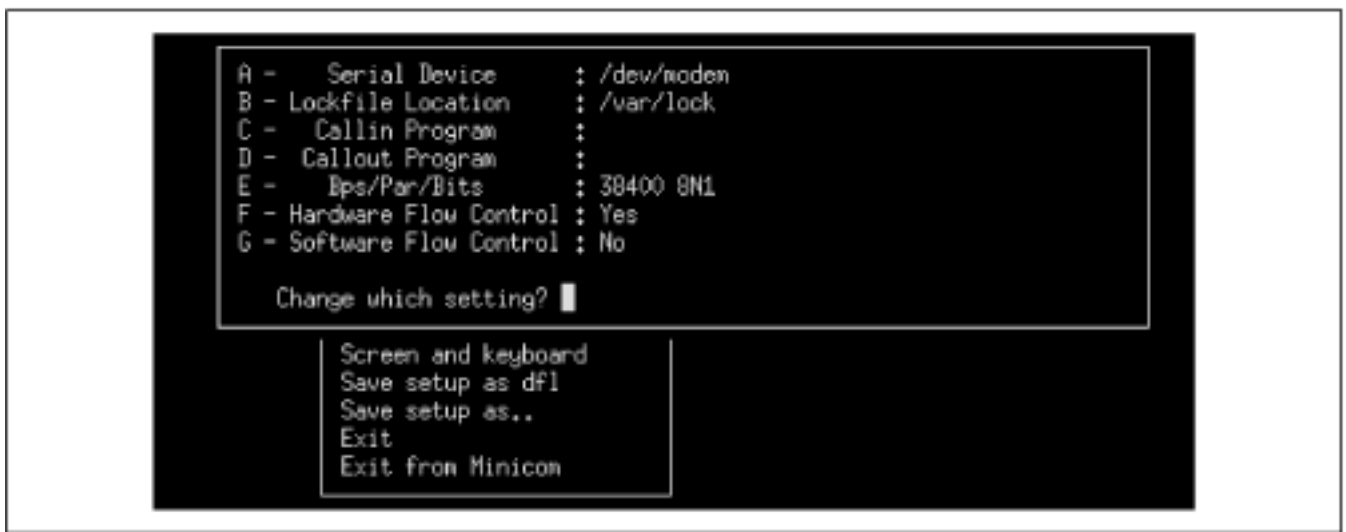 A -    Serial Device      : /dev/modem
B - Lockfile Location     : /var/lock
C -   Callin Program      :
D -  Callout Program      :
E -    Bps/Par/Bits       : 38400 8N1
F - Hardware Flow Control : Yes
G - Software Flow Control : No
Change which setting?
Screen and keyboard
Save setup as dfl
Save setup as..
Exit
Exit from Minicom